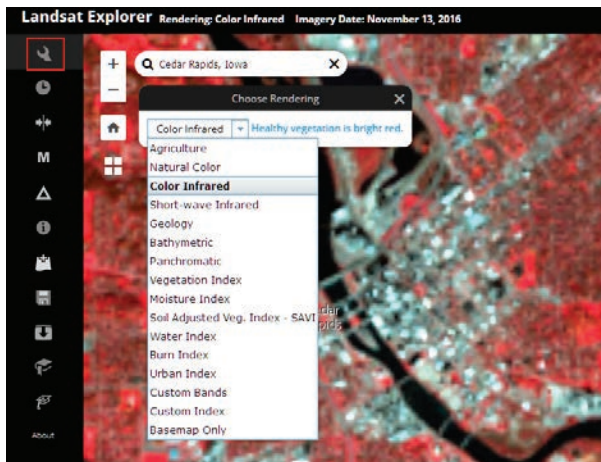 Landsat Explorer Rendering: Color Infrared Imagery Date: November 13, 2016
+
Cedar Rapids, Iowa X
−
Choose Rendering X
Color Infrared Healthy vegetation is bright red.
Agriculture
Natural Color
Color Infrared
Short-wave Infrared
Geology
Bathymetric
Panchromatic
Vegetation Index
Moisture Index
Soil Adjusted Veg. Index - SAVI
Water Index
Burn Index
Urban Index
Custom Bands
Custom Index
Basemap Only
M
About